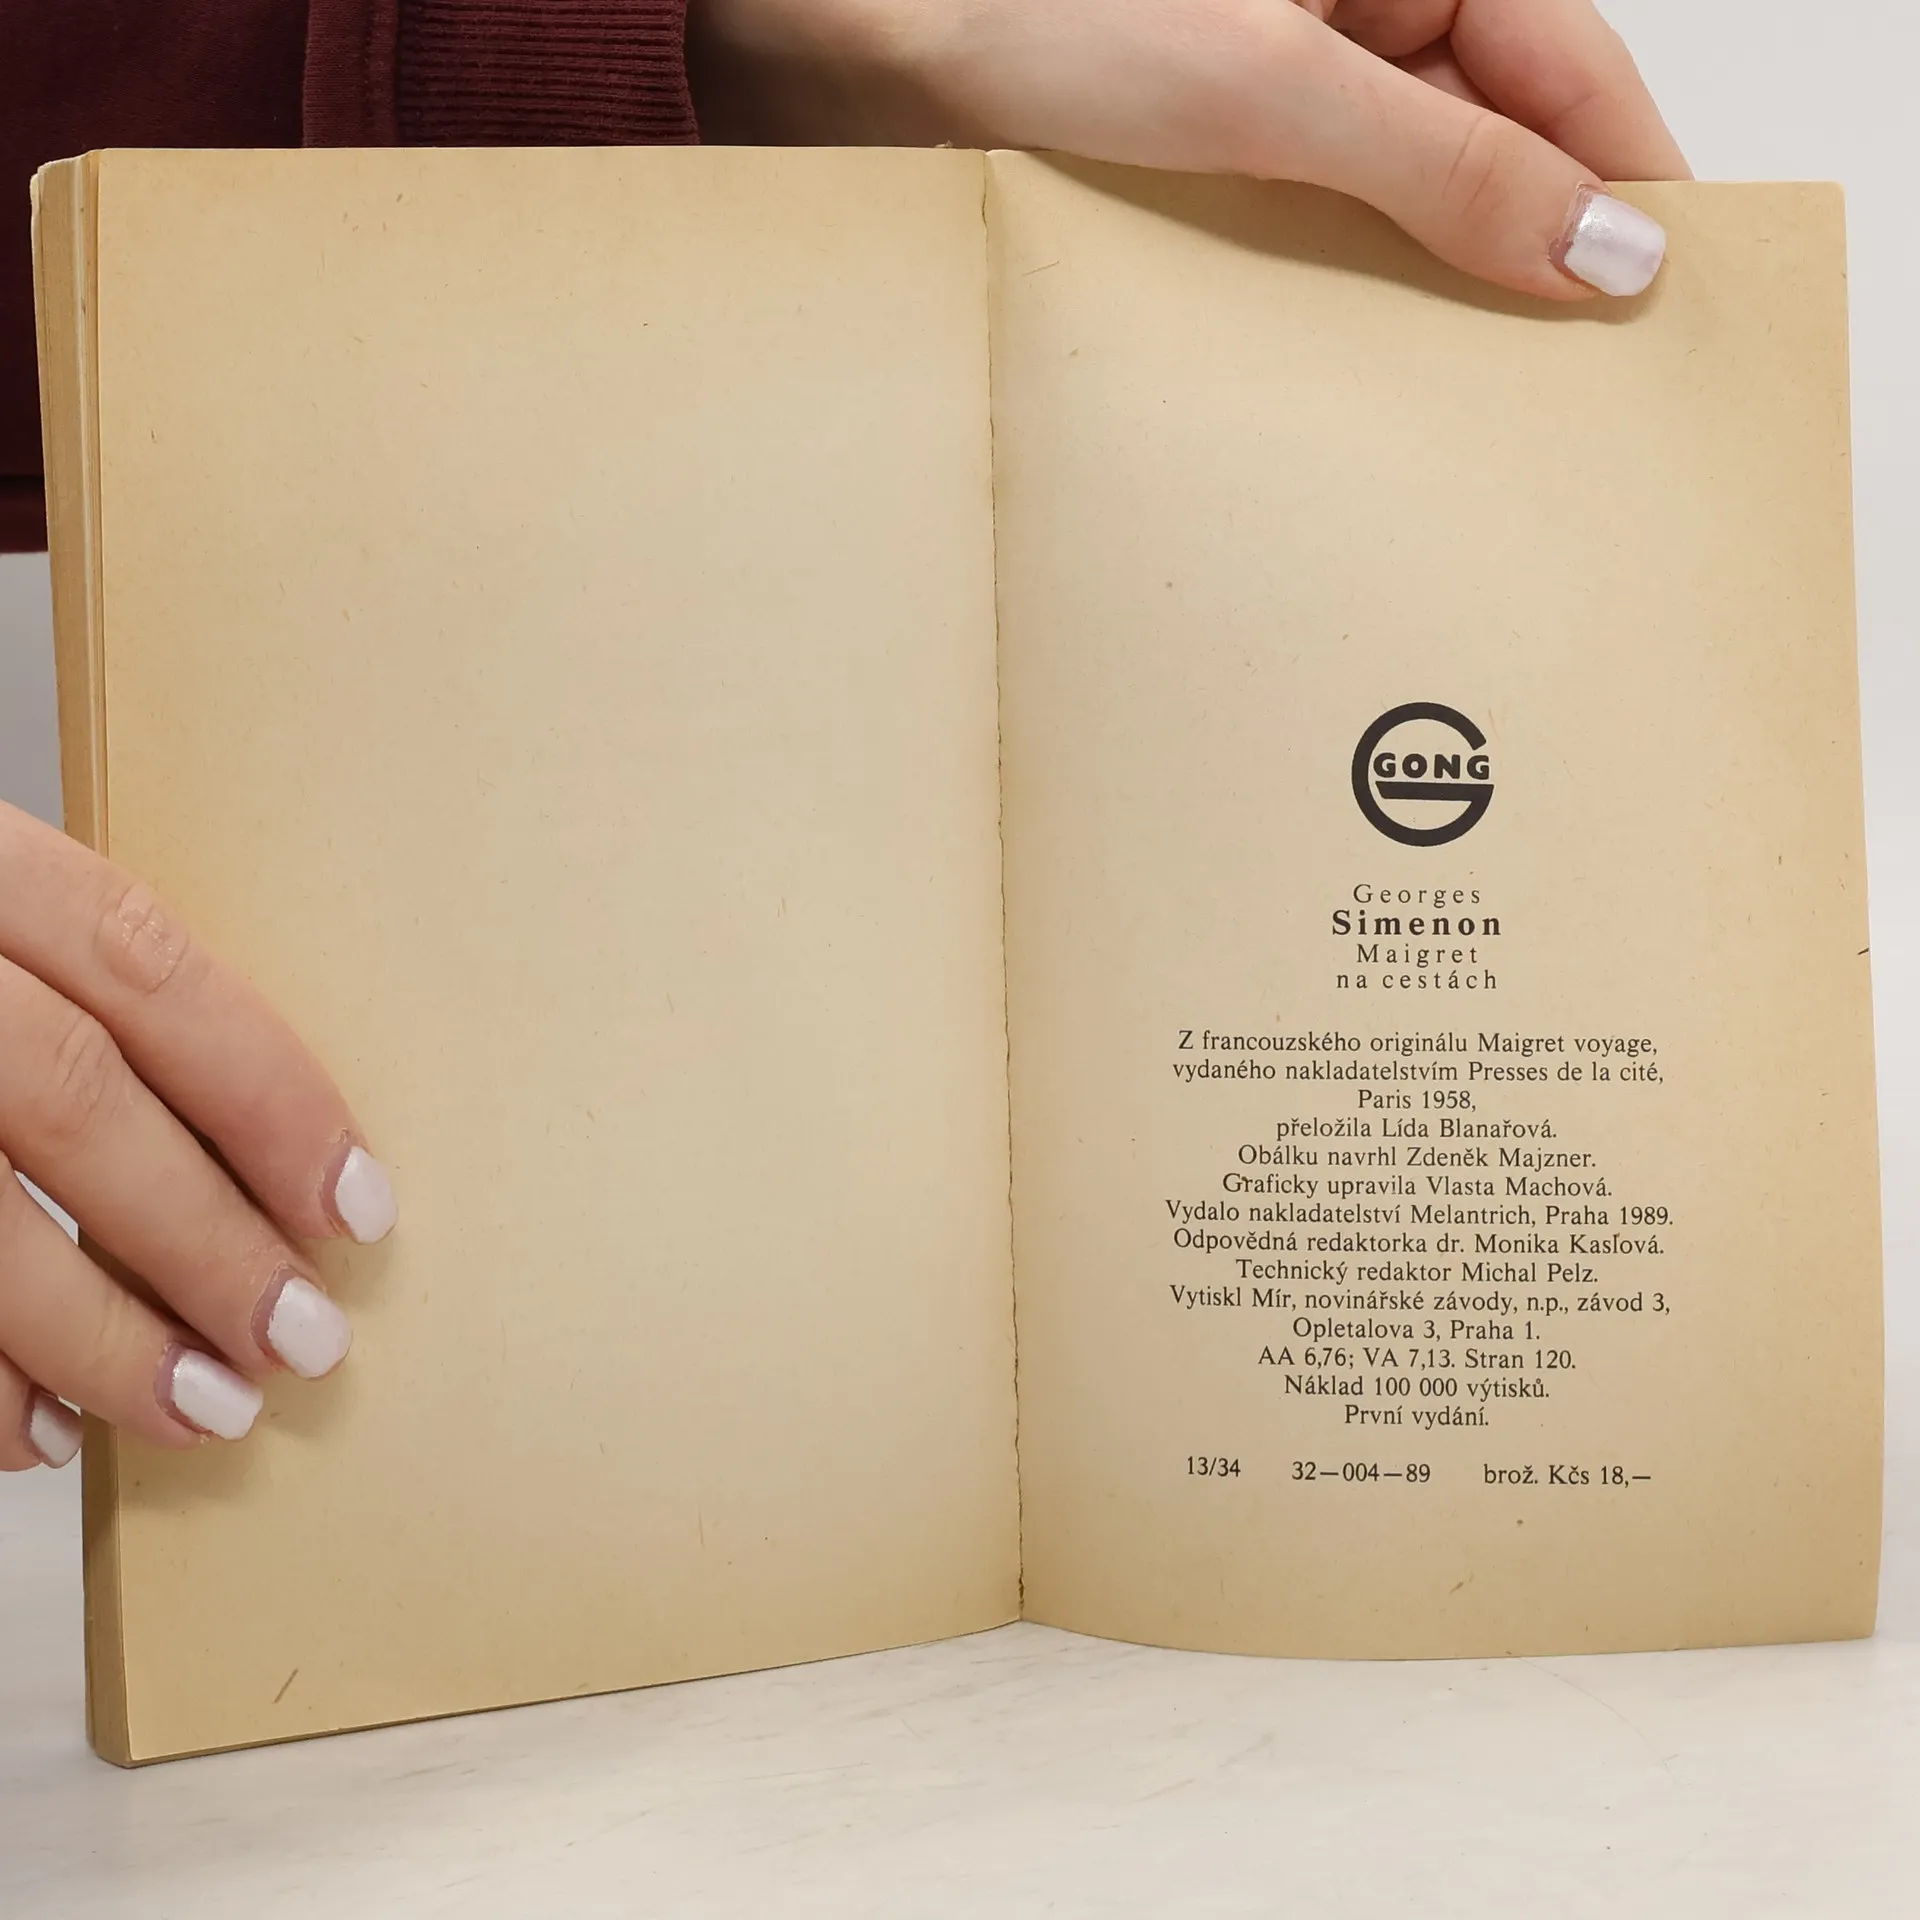 GONG
Georges
Simenon
Maigret
na cestách
Z francouzského originálu Maigret voyage,
vydaného nakladatelstvím Presses de la cité,
Paris 1958,
přeložila Lída Blanařová.
Obálku navrhl Zdeněk Majzner.
Graficky upravila Vlasta Machová.
Vydalo nakladatelství Melantrich, Praha 1989.
Odpovědná redaktorka dr. Monika Kasľová.
Technický redaktor Michal Pelz.
Vytiskl Mír, novinářské závody, n.p., závod 3,
Opletalova 3, Praha 1.
AA 6,76; VA 7,13. Stran 120.
Náklad 100 000 výtisků.
První vydání.
13/34 32—004—89 brož. Kčs 18,—